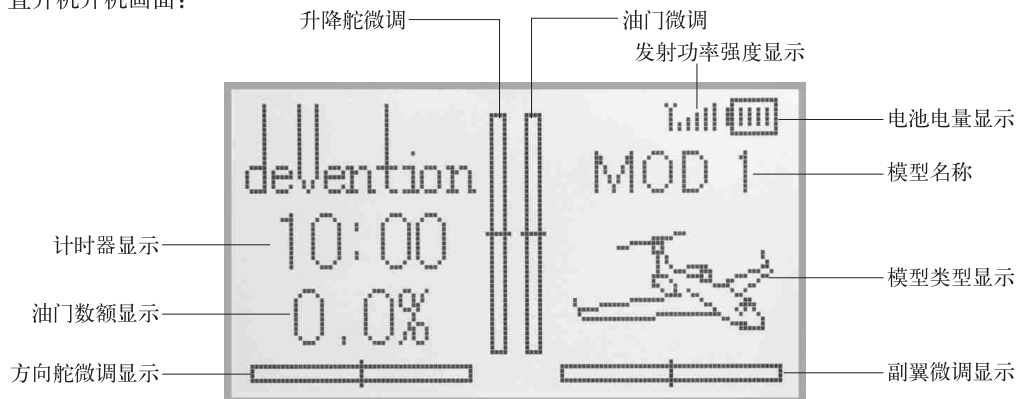 直升机开机画面：
升降舵微调
油门微调
发射功率强度显示
电池电量显示
devention
MOD 1
模型名称
计时器显示
10:00
模型类型显示
油门数额显示
0.0%
方向舵微调显示
副翼微调显示